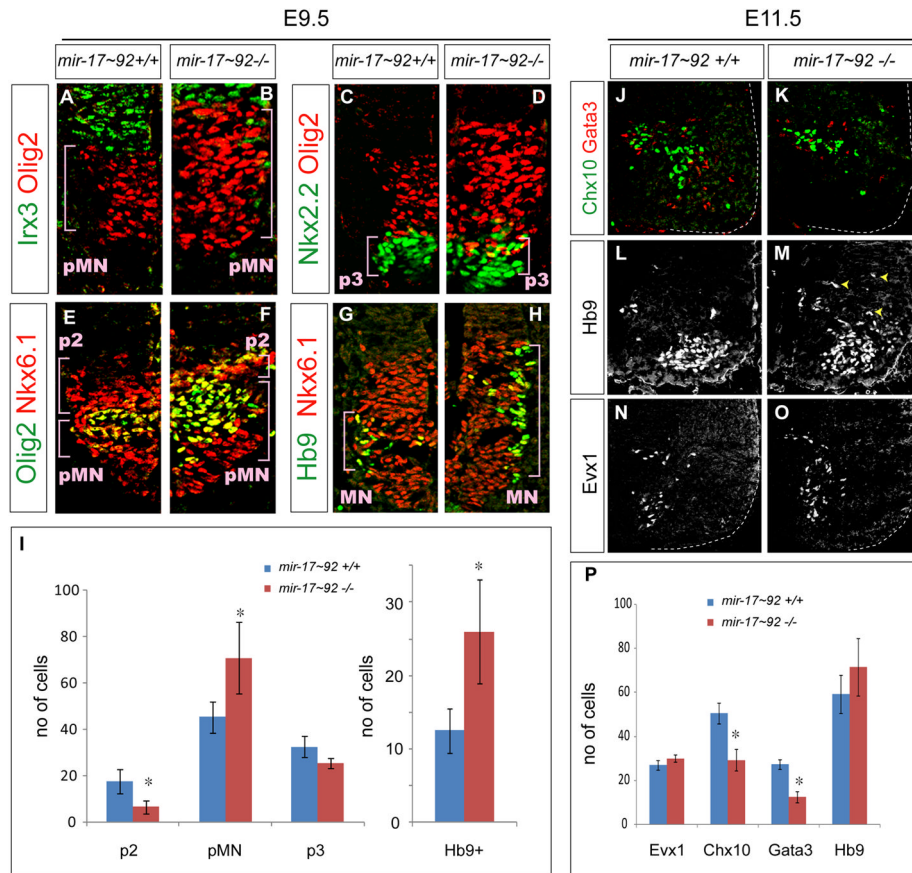 E9.5
E11.5
mir-17~92+/+
mir-17~92-/-
mir-17~92+/+
mir-17~92-/-
mir-17~92 +/+
mir-17~92 -/-
Irx3 Olig2
A
pMN
B
pMN
Nkx2.2 Olig2
C
p3
D
p3
Chx10 Gata3
J
K
Olig2 Nkx6.1
E
p2
pMN
F
p2
pMN
Hb9 Nkx6.1
G
MN
H
MN
Hb9
L
M
Evx1
N
O
I
mir-17~92 +/+
mir-17~92 -/-
no of cells
100
80
60
40
20
0
*
*
p2
pMN
p3
no of cells
30
20
10
0
*
Hb9+
P
mir-17~92 +/+
mir-17~92 -/-
no of cells
100
80
60
40
20
0
*
*
Evx1
Chx10
Gata3
Hb9